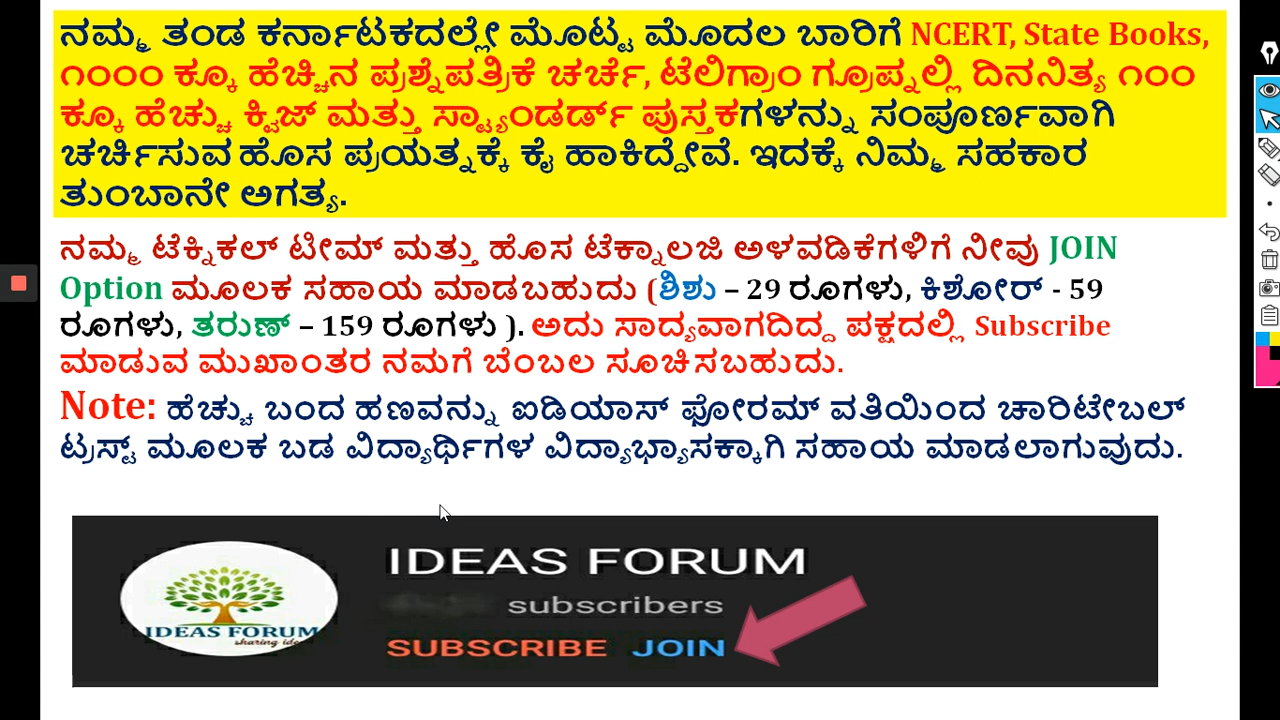 ನಮ್ಮ ತಂಡ ಕರ್ನಾಟಕದಲ್ಲೇ ಮೊಟ್ಟ ಮೊದಲ ಬಾರಿಗೆ NCERT, State Books,
೧೦೦೦ ಕ್ಕೂ ಹೆಚ್ಚಿನ ಪ್ರಶ್ನೆಪತ್ರಿಕೆ ಚರ್ಚೆ, ಟೆಲಿಗ್ರಾಂ ಗ್ರೂಪ್ನಲ್ಲಿ ದಿನನಿತ್ಯ ೧೦೦
ಕ್ಕೂ ಹೆಚ್ಚು ಕ್ವಿಜ್ ಮತ್ತು ಸ್ಟ್ಯಾಂಡರ್ಡ್ ಪುಸ್ತಕಗಳನ್ನು ಸಂಪೂರ್ಣವಾಗಿ
ಚರ್ಚಿಸುವ ಹೊಸ ಪ್ರಯತ್ನಕ್ಕೆ ಕೈ ಹಾಕಿದ್ದೇವೆ. ಇದಕ್ಕೆ ನಿಮ್ಮ ಸಹಕಾರ
ತುಂಬಾನೇ ಅಗತ್ಯ.
ನಮ್ಮ ಟೆಕ್ನಿಕಲ್ ಟೀಮ್ ಮತ್ತು ಹೊಸ ಟೆಕ್ನಾಲಜಿ ಅಳವಡಿಕೆಗಳಿಗೆ ನೀವು JOIN
Option ಮೂಲಕ ಸಹಾಯ ಮಾಡಬಹುದು (ಶಿಶು – 29 ರೂಗಳು, ಕಿಶೋರ್ - 59
ರೂಗಳು, ತರುಣ್ – 159 ರೂಗಳು ). ಅದು ಸಾದ್ಯವಾಗದಿದ್ದ ಪಕ್ಷದಲ್ಲಿ Subscribe
ಮಾಡುವ ಮುಖಾಂತರ ನಮಗೆ ಬೆಂಬಲ ಸೂಚಿಸಬಹುದು.
Note: ಹೆಚ್ಚು ಬಂದ ಹಣವನ್ನು ಐಡಿಯಾಸ್ ಫೋರಮ್ ವತಿಯಿಂದ ಚಾರಿಟೇಬಲ್
ಟ್ರಸ್ಟ್ ಮೂಲಕ ಬಡ ವಿದ್ಯಾರ್ಥಿಗಳ ವಿದ್ಯಾಭ್ಯಾಸಕ್ಕಾಗಿ ಸಹಾಯ ಮಾಡಲಾಗುವುದು.
IDEAS FORUM
subscribers
SUBSCRIBE JOIN
IDEAS FORUM
sharing